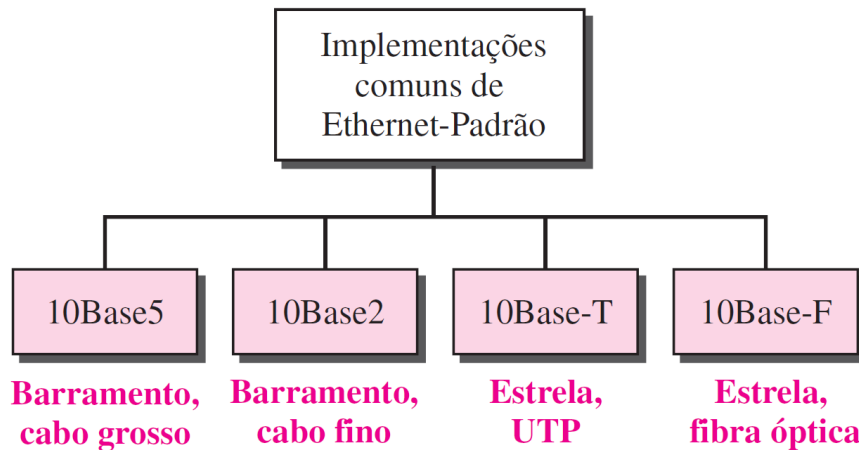 Implementações
comuns de
Ethernet-Padrão
10Base5
10Base2
10Base-T
10Base-F
Barramento,
cabo grosso
Barramento,
cabo fino
Estrela,
UTP
Estrela,
fibra óptica